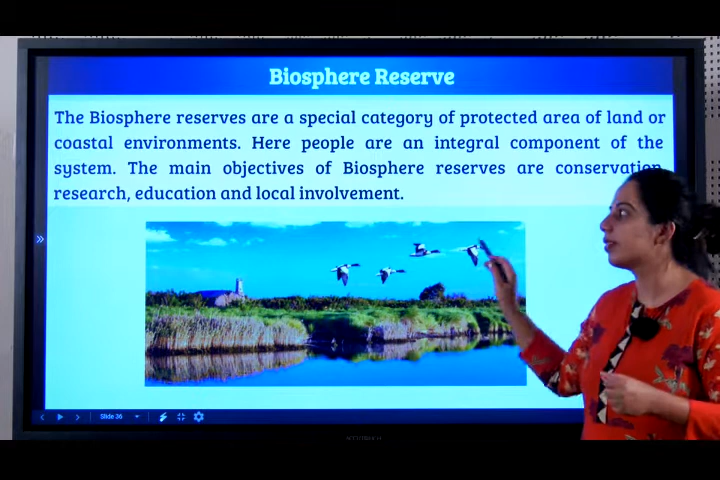 Biosphere Reserve
The Biosphere reserves are a special category of protected area of land or
coastal environments. Here people are an integral component of the
system. The main objectives of Biosphere reserves are conservation
research, education and local involvement.
Slide 36